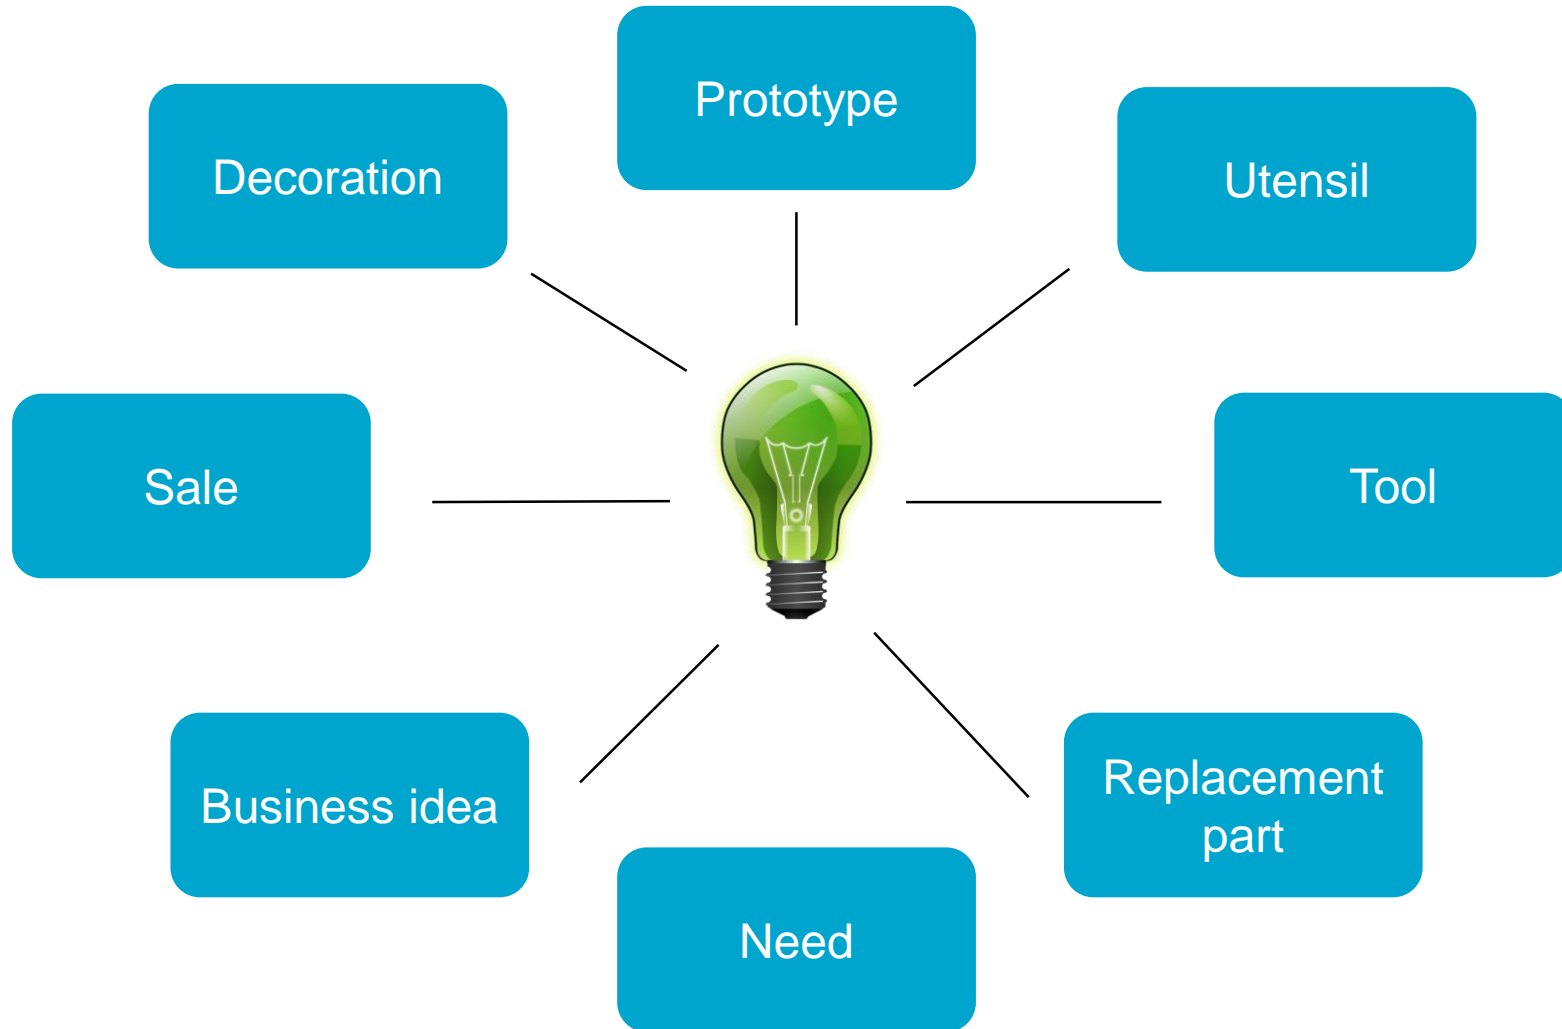 Prototype
Decoration
Utensil
Sale
Tool
Business idea
Replacement
part
Need